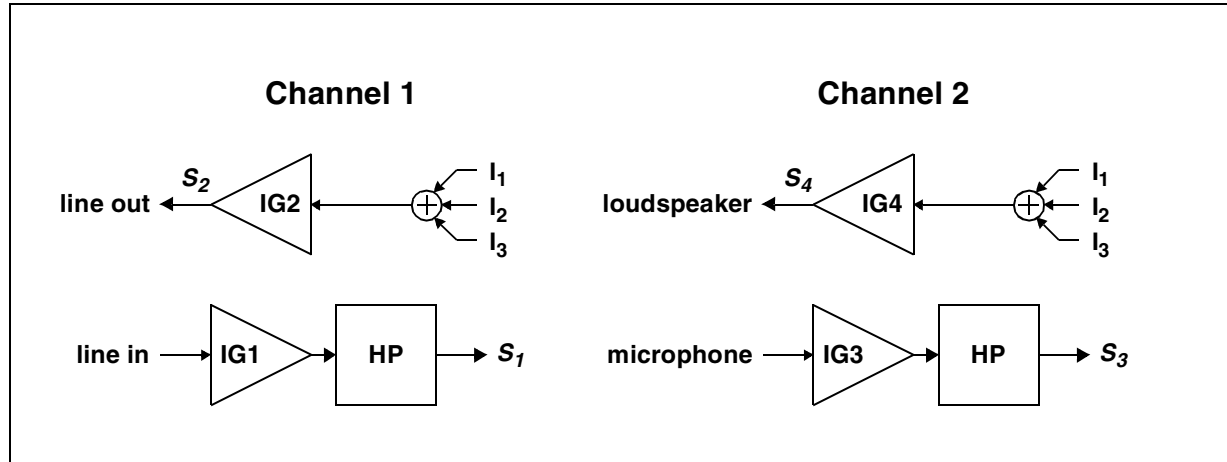 Channel 1
Channel 2
S2
I1
line out
IG2
I2
I3
S4
I1
loudspeaker
IG4
I2
I3
line in
IG1
HP
S1
microphone
IG3
HP
S3